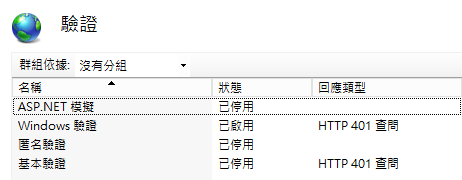 驗證
群組依據: 沒有分組
名稱 狀態 回應類型
ASP.NET 模擬 已停用
Windows 驗證 已啟用 HTTP 401 查問
匿名驗證 已停用
基本驗證 已停用 HTTP 401 查問